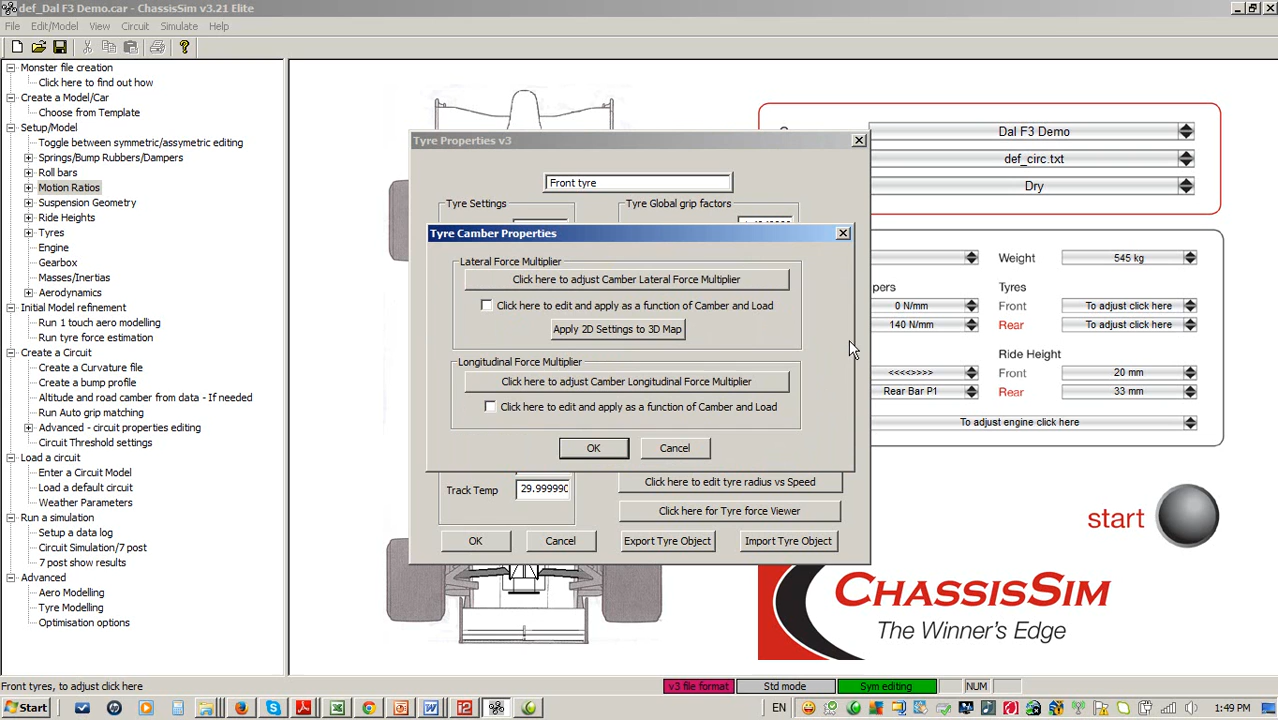 def_Dal F3 Demo.car - ChassisSim v3.21 Elite
File Edit/Model View Circuit Simulate Help
Monster file creation
Click here to find out how
Create a Model/Car
Choose from Template
Setup/Model
Toggle between symmetric/assymetric editing
Springs/Bump Rubbers/Dampers
Roll bars
Motion Ratios
Suspension Geometry
Ride Heights
Tyres
Engine
Gearbox
Masses/Inertias
Aerodynamics
Initial Model refinement
Run 1 touch aero modelling
Run tyre force estimation
Create a Circuit
Create a Curvature file
Create a bump profile
Altitude and road camber from data - If needed
Run Auto grip matching
Advanced - circuit properties editing
Circuit Threshold settings
Load a circuit
Enter a Circuit Model
Load a default circuit
Weather Parameters
Run a simulation
Setup a data log
Circuit Simulation/7 post
7 post show results
Advanced
Aero Modelling
Tyre Modelling
Optimisation options
Tyre Properties v3
Front tyre
Tyre Settings
Tyre Global grip factors
Tyre Camber Properties
Lateral Force Multiplier
Click here to adjust Camber Lateral Force Multiplier
Click here to edit and apply as a function of Camber and Load
Apply 2D Settings to 3D Map
Longitudinal Force Multiplier
Click here to adjust Camber Longitudinal Force Multiplier
Click here to edit and apply as a function of Camber and Load
OK Cancel
Track Temp 29.999990
Click here to edit tyre radius vs Speed
Click here for Tyre force Viewer
OK Cancel Export Tyre Object Import Tyre Object
Dal F3 Demo
def_circ.txt
Dry
Weight 545 kg
pers Tyres
0 N/mm Front To adjust click here
140 N/mm Rear To adjust click here
Ride Height
<<<<>>>> Front 20 mm
Rear Bar P1 Rear 33 mm
To adjust engine click here
start
CHASSISSIM
The Winner's Edge
Front tyres, to adjust click here
v3 file format Std mode Sym editing NUM
Start EN 1:49 PM